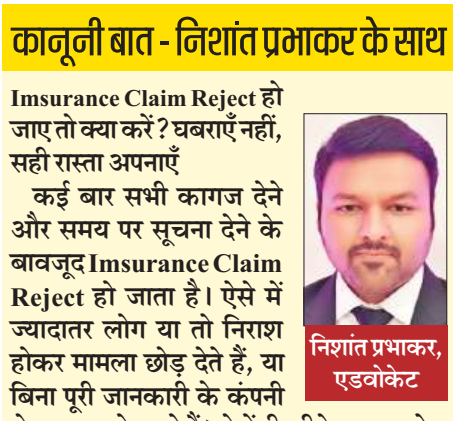 कानूनी बात - निशांत प्रभाकर के साथ
Imsurance Claim Reject हो
जाए तो क्या करें? घबराएँ नहीं,
सही रास्ता अपनाएँ
कई बार सभी कागज देने
और समय पर सूचना देने के
बावजूद Imsurance Claim
Reject हो जाता है। ऐसे में
ज्यादातर लोग या तो निराश
होकर मामला छोड़ देते हैं, या
बिना पूरी जानकारी के कंपनी
निशांत प्रभाकर,
एडवोकेट